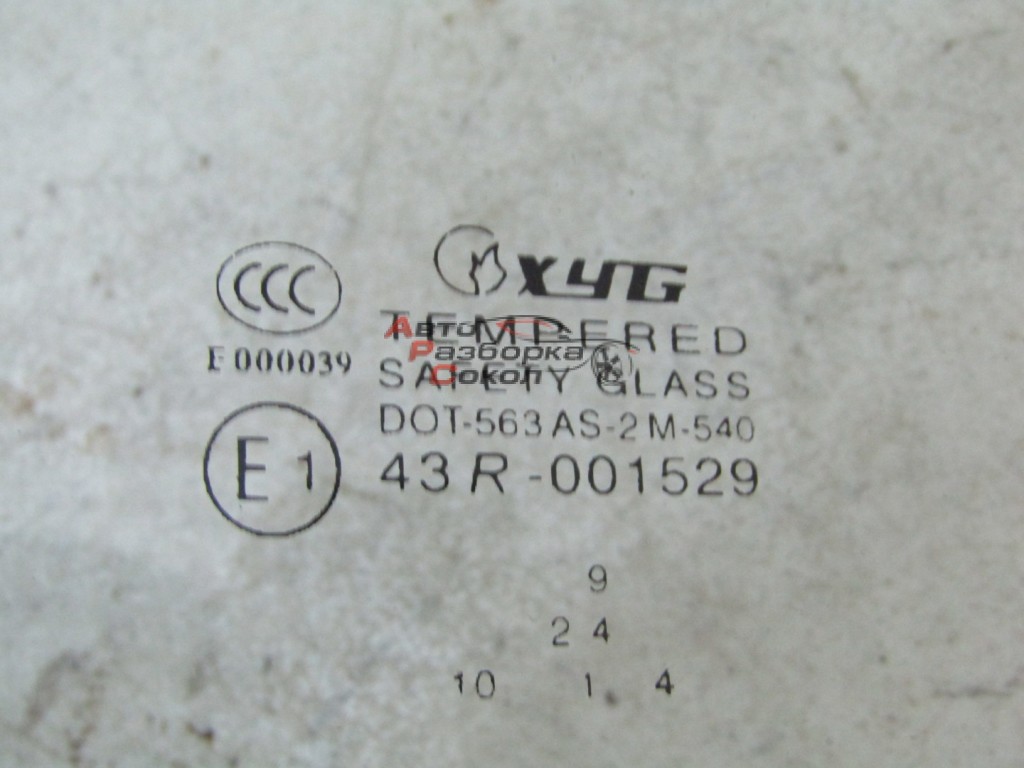 XYG
CCC
TEMPERED
E000039
SAFETY GLASS
DOT-563 AS-2 M-540
E1
43R-001529
9
2 4
10 1 4
Авто
Разборка
Сокол